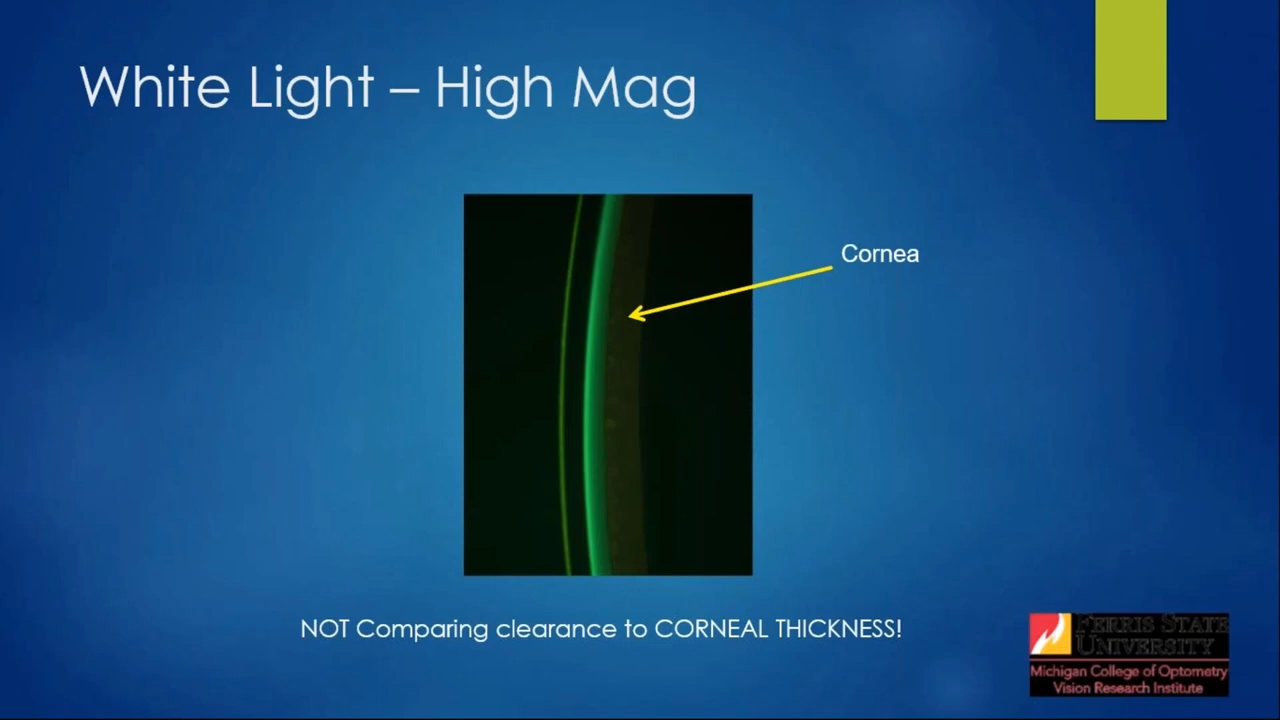 White Light – High Mag
Cornea
NOT Comparing clearance to CORNEAL THICKNESS!
FERRIS STATE
UNIVERSITY
Michigan College of Optometry
Vision Research Institute